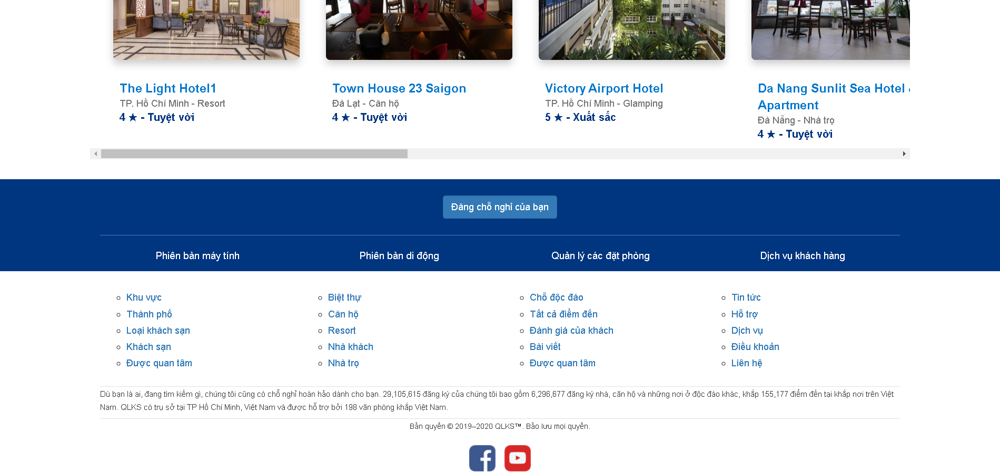 The Light Hotel1
TP. Hồ Chí Minh - Resort
4 ★ - Tuyệt vời
Town House 23 Saigon
Đà Lạt - Căn hộ
4 ★ - Tuyệt vời
Victory Airport Hotel
TP. Hồ Chí Minh - Glamping
5 ★ - Xuất sắc
Da Nang Sunlit Sea Hotel
Apartment
Đà Nẵng - Nhà trọ
4 ★ - Tuyệt vời
Đăng chỗ nghỉ của bạn
Phiên bản máy tính
Phiên bản di động
Quản lý các đặt phòng
Dịch vụ khách hàng
Khu vực
Thành phố
Loại khách sạn
Khách sạn
Được quan tâm
Biệt thự
Căn hộ
Resort
Nhà khách
Nhà trọ
Chỗ độc đáo
Tất cả điểm đến
Đánh giá của khách
Bài viết
Được quan tâm
Tin tức
Hỗ trợ
Dịch vụ
Điều khoản
Liên hệ
Dù bạn là ai, đang tìm kiếm gì, chúng tôi cũng có chỗ nghỉ hoàn hảo dành cho bạn. 29,105,615 đăng ký của chúng tôi bao gồm 6,296,677 đăng ký nhà, căn hộ và những nơi ở độc đáo khác, khắp 155,177 điểm đến tại khắp nơi trên Việt
Nam. QLKS có trụ sở tại TP Hồ Chí Minh, Việt Nam và được hỗ trợ bởi 198 văn phòng khắp Việt Nam.
Bản quyền © 2019–2020 QLKS™. Bảo lưu mọi quyền.